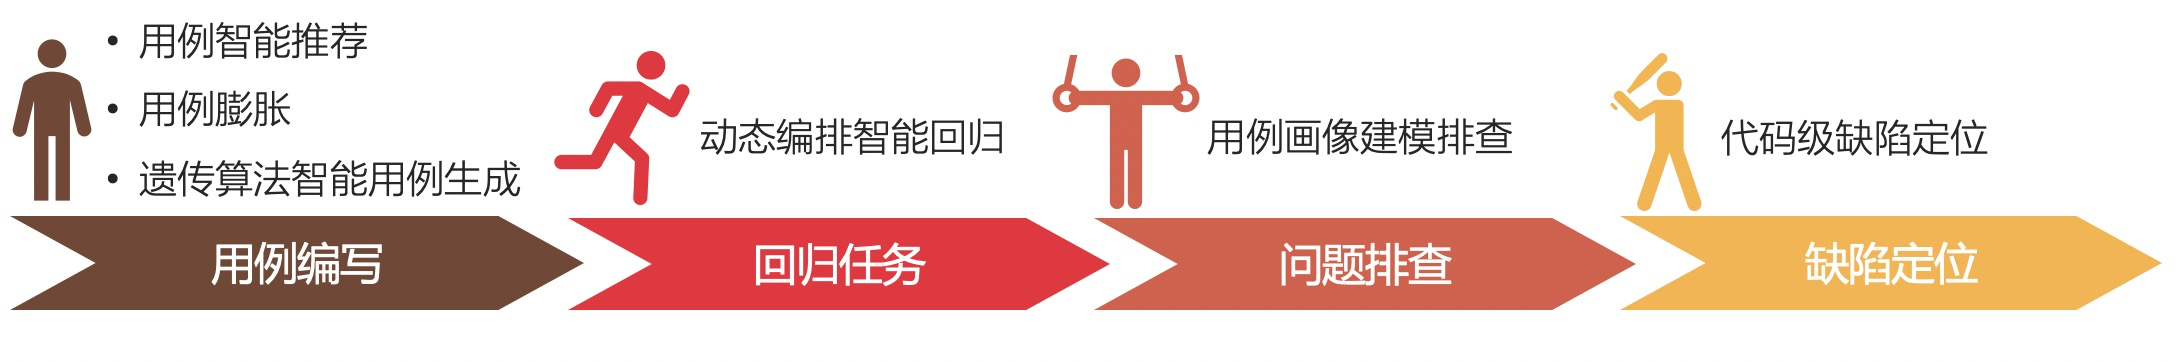 • 用例智能推荐
• 用例膨胀
• 遗传算法智能用例生成
动态编排智能回归
用例画像建模排查
代码级缺陷定位
用例编写
回归任务
问题排查
缺陷定位